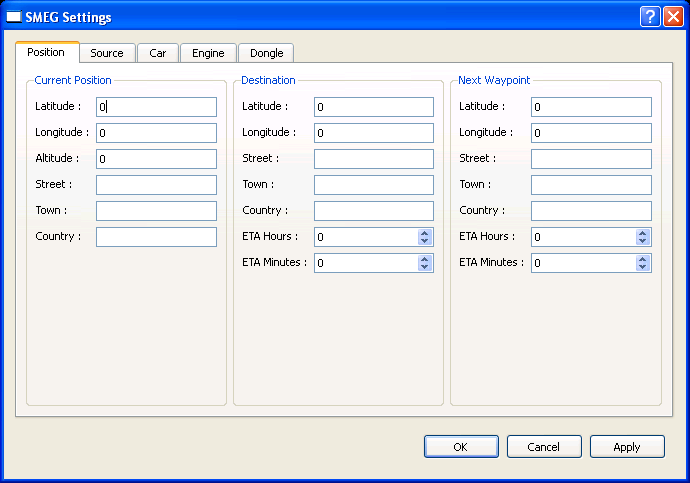 SMEG Settings
Position Source Car Engine Dongle
Current Position
Latitude : 0
Longitude : 0
Altitude : 0
Street :
Town :
Country :
Destination
Latitude : 0
Longitude : 0
Street :
Town :
Country :
ETA Hours : 0
ETA Minutes : 0
Next Waypoint
Latitude : 0
Longitude : 0
Street :
Town :
Country :
ETA Hours : 0
ETA Minutes : 0
OK Cancel Apply